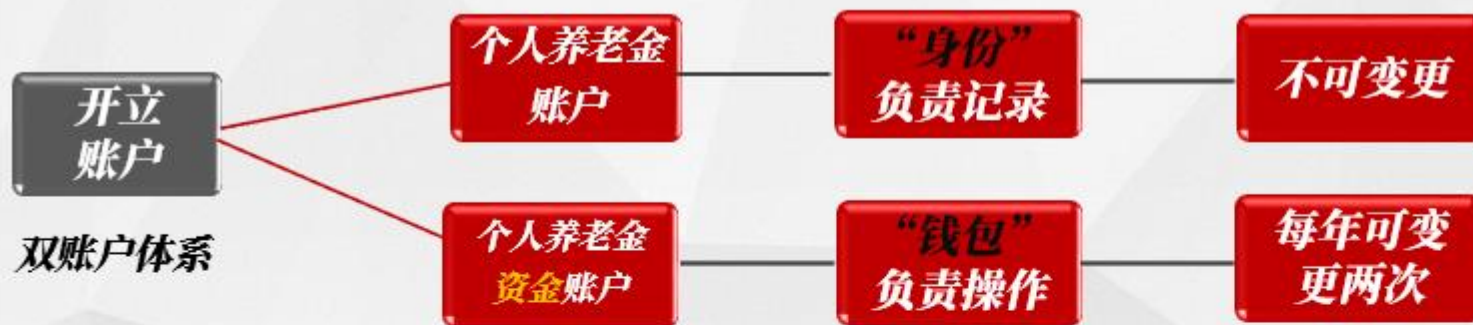 开立
账户
双账户体系
个人养老金
账户
“身份”
负责记录
不可变更
个人养老金
资金账户
“钱包”
负责操作
每年可变
更两次